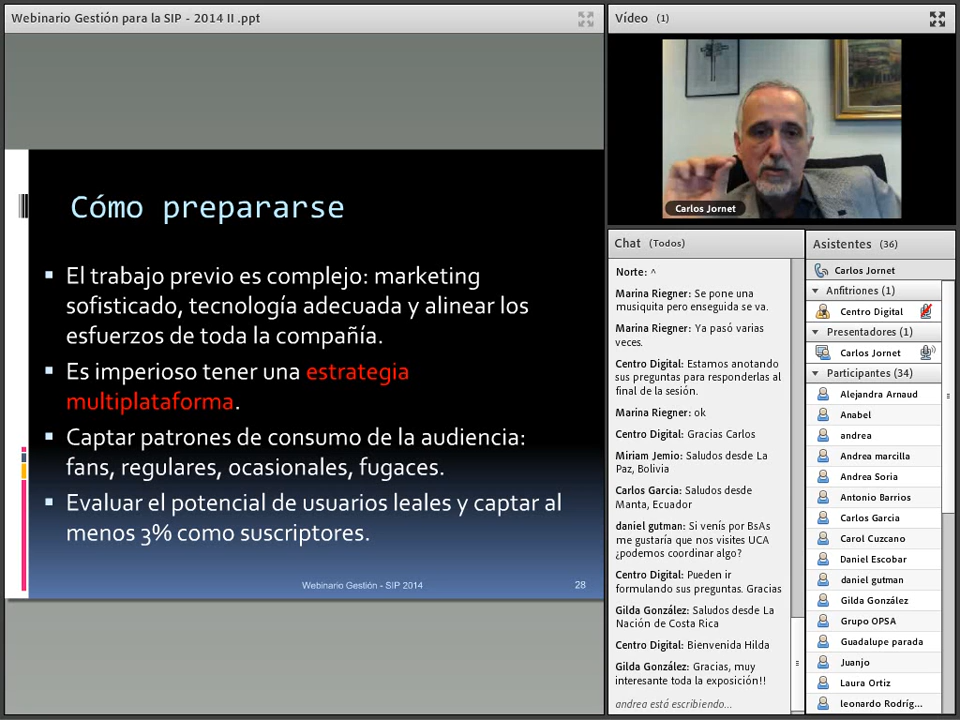 Webinario Gestión para la SIP - 2014 II .ppt
Cómo prepararse
▪ El trabajo previo es complejo: marketing
sofisticado, tecnología adecuada y alinear los
esfuerzos de toda la compañía.
▪ Es imperioso tener una estrategia
multiplataforma.
▪ Captar patrones de consumo de la audiencia:
fans, regulares, ocasionales, fugaces.
▪ Evaluar el potencial de usuarios leales y captar al
menos 3% como suscriptores.
Webinario Gestión - SIP 2014
28
Vídeo (1)
Carlos Jornet
Chat (Todos)
Norte: ^
Marina Riegner: Se pone una
musiquita pero enseguida se va.
Marina Riegner: Ya pasó varias
veces.
Centro Digital: Estamos anotando
sus preguntas para responderlas al
final de la sesión.
Marina Riegner: ok
Centro Digital: Gracias Carlos
Miriam Jemio: Saludos desde La
Paz, Bolivia
Carlos Garcia: Saludos desde
Manta, Ecuador
daniel gutman: Si venís por BsAs
me gustaría que nos visites UCA
¿podemos coordinar algo?
Centro Digital: Pueden ir
formulando sus preguntas. Gracias
Gilda González: Saludos desde La
Nación de Costa Rica
Centro Digital: Bienvenida Hilda
Gilda González: Gracias, muy
interesante toda la exposición!!
andrea está escribiendo...
Asistentes (36)
Carlos Jornet
Anfitriones (1)
Centro Digital
Presentadores (1)
Carlos Jornet
Participantes (34)
Alejandra Arnaud
Anabel
andrea
Andrea marcilla
Andrea Soria
Antonio Barrios
Carlos Garcia
Carol Cuzcano
Daniel Escobar
daniel gutman
Gilda González
Grupo OPSA
Guadalupe parada
Juanjo
Laura Ortiz
leonardo Rodríg...